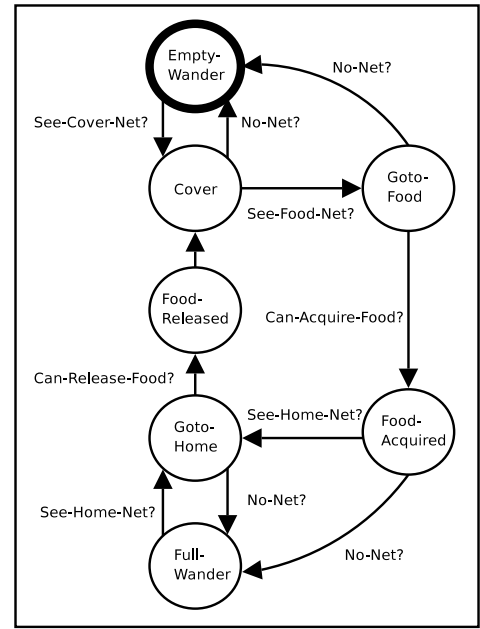 Empty-
Wander
No-Net?
See-Cover-Net?
No-Net?
Cover
Goto-
Food
See-Food-Net?
Food-
Released
Can-Acquire-Food?
Can-Release-Food?
Goto-
Home
See-Home-Net?
Food-
Acquired
See-Home-Net?
No-Net?
Full-
Wander
No-Net?